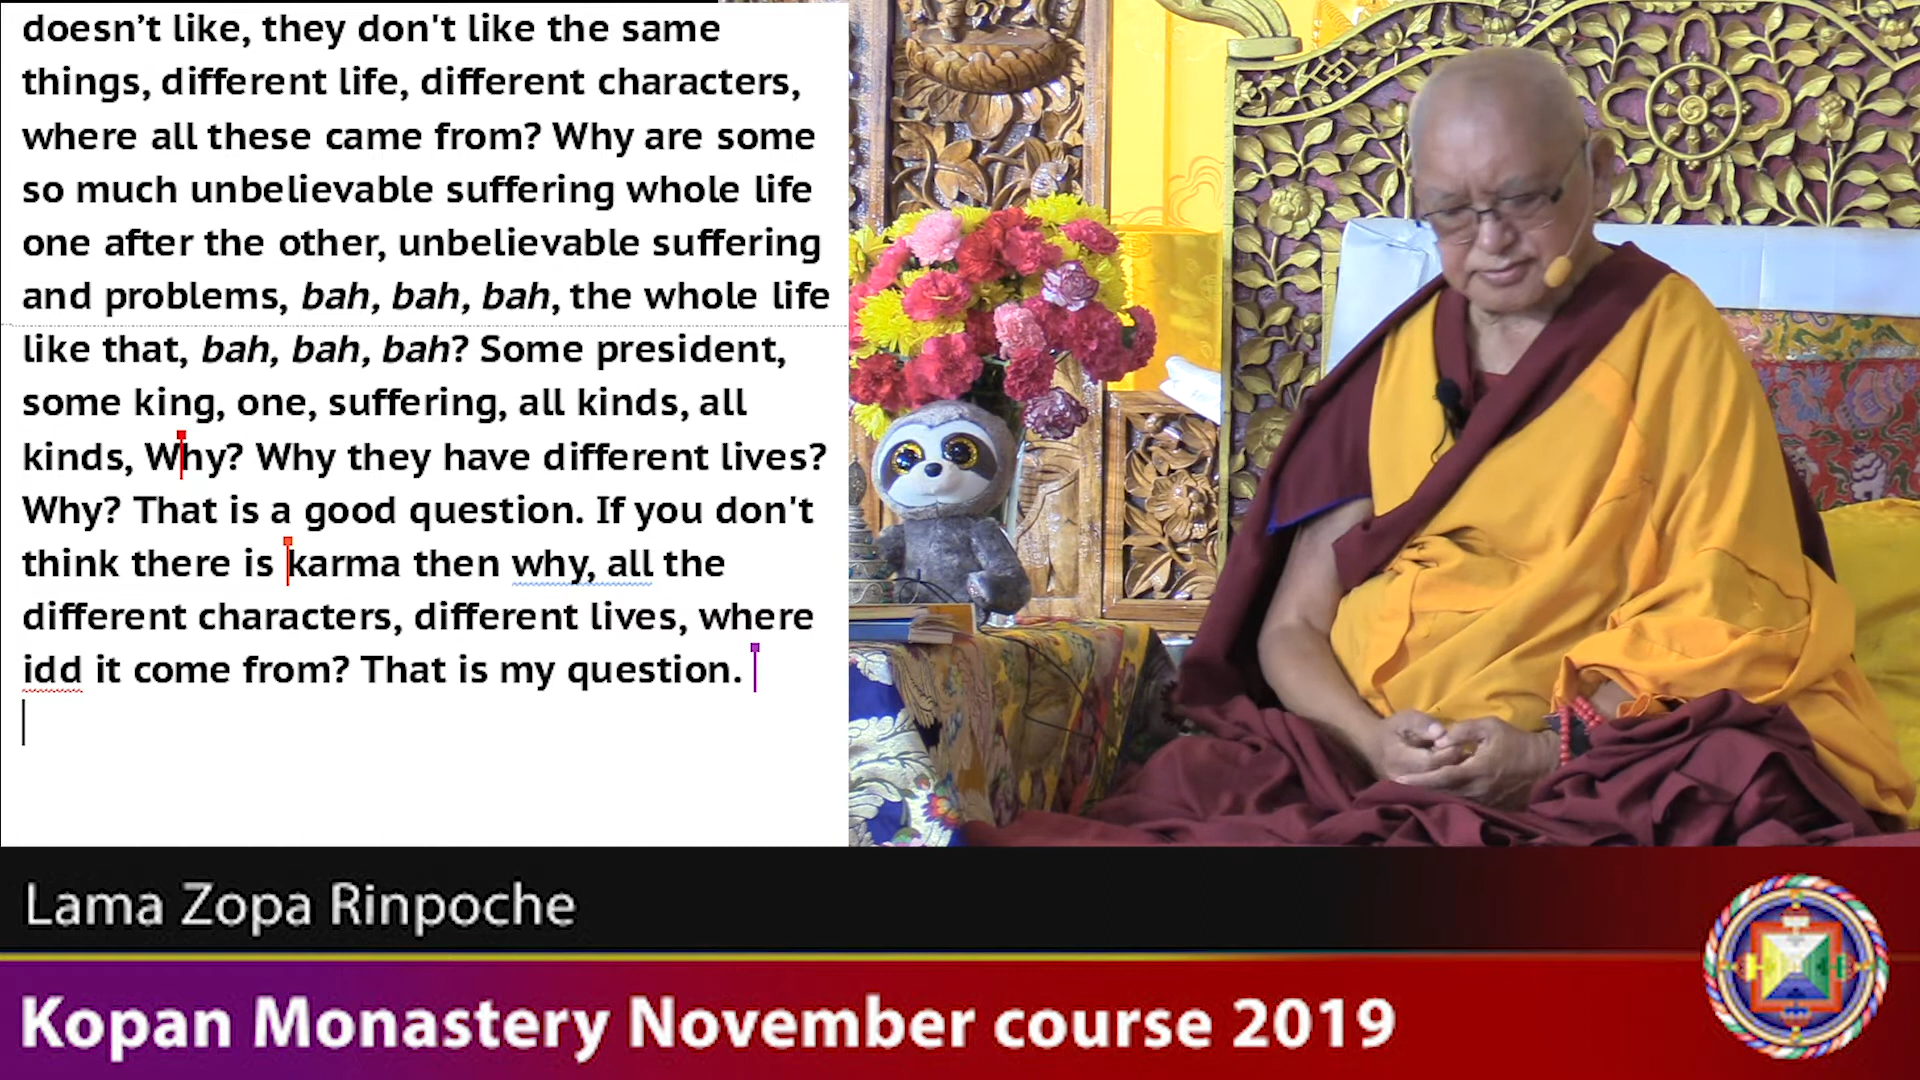 doesn’t like, they don't like the same
things, different life, different characters,
where all these came from? Why are some
so much unbelievable suffering whole life
one after the other, unbelievable suffering
and problems, bah, bah, bah, the whole life
like that, bah, bah, bah? Some president,
some king, one, suffering, all kinds, all
kinds, Why? Why they have different lives?
Why? That is a good question. If you don't
think there is karma then why, all the
different characters, different lives, where
idd it come from? That is my question.
Lama Zopa Rinpoche
Kopan Monastery November course 2019